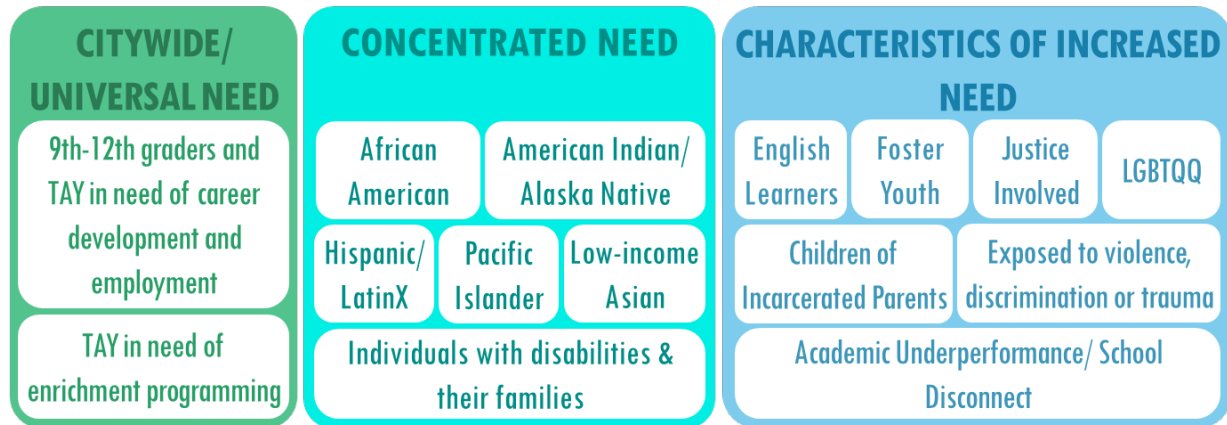 CITYWIDE/
UNIVERSAL NEED
9th-12th graders and
TAY in need of career
development and
employment
TAY in need of
enrichment programming
CONCENTRATED NEED
African
American
American Indian/
Alaska Native
Hispanic/
LatinX
Pacific
Islander
Low-income
Asian
Individuals with disabilities &
their families
CHARACTERISTICS OF INCREASED
NEED
English
Learners
Foster
Youth
Justice
Involved
LGBTQQ
Children of
Incarcerated Parents
Exposed to violence,
discrimination or trauma
Academic Underperformance/ School
Disconnect